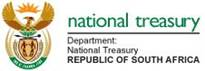 national treasury
Department:
National Treasury
REPUBLIC OF SOUTH AFRICA